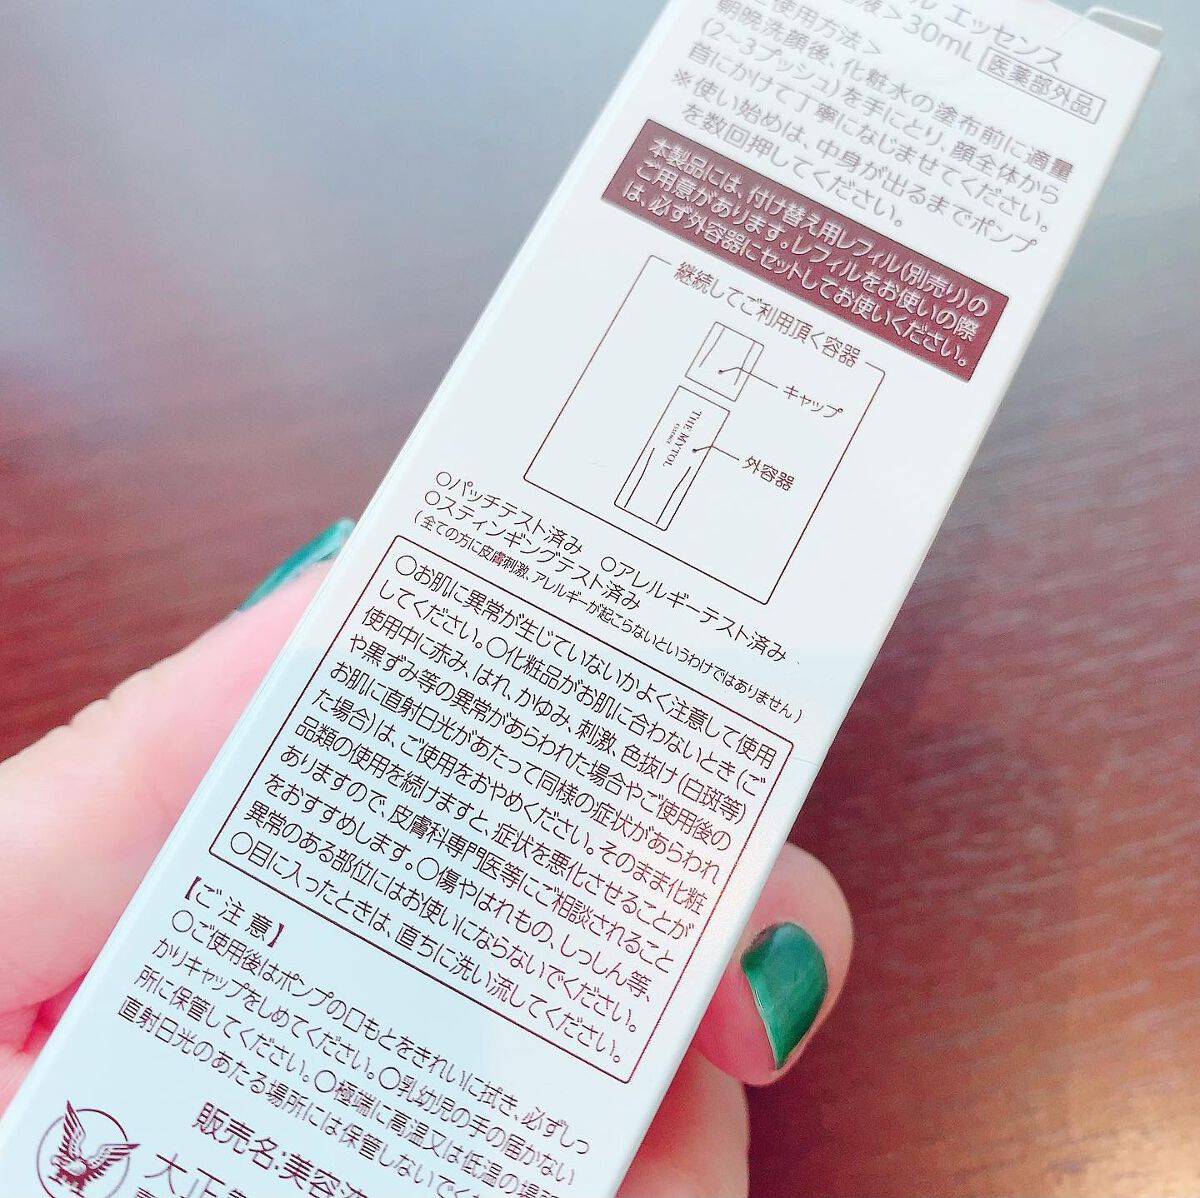 ル エッセンス
液＞30mL 医薬部外品
使用方法＞
朝晩、洗顔後、化粧水の塗布前に適量
(2~3プッシュ)を手にとり、顔全体から
首にかけて丁寧になじませてください。
※使い始めは、中身が出るまでポンプ
を数回押してください。
本製品には、付け替え用レフィル(別売り)の
ご用意があります。レフィルをお使いの際
は、必ず外容器にセットしてお使いください。
継続してご利用頂く容器
キャップ
THE MYTOL
ESSENCE
外容器
○パッチテスト済み ○アレルギーテスト済み
○スティンギングテスト済み
(全ての方に皮膚刺激、アレルギーが起こらないというわけではありません)
○お肌に異常が生じていないかよく注意して使用
してください。○化粧品がお肌に合わないとき(ご
使用中に赤み、はれ、かゆみ、刺激、色抜け(白斑等)
や黒ずみ等の異常があらわれた場合やご使用後の
お肌に直射日光があたって同様の症状があらわれ
た場合)は、ご使用をおやめください。そのまま化粧
品類の使用を続けますと、症状を悪化させることが
ありますので、皮膚科専門医等にご相談されること
をおすすめします。○傷やはれもの、しっしん等、
異常のある部位にはお使いにならないでください。
○目に入ったときは、直ちに洗い流してください。
【ご注意】
○ご使用後はポンプの口もとをきれいに拭き、必ずしっ
かりキャップをしめてください。○乳幼児の手の届かない
所に保管してください。○極端に高温又は低温の場所
直射日光のあたる場所には保管しないでく
販売名:美容液
大正製